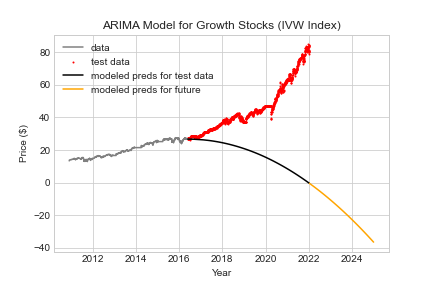 ARIMA Model for Growth Stocks (IVW Index)
data
test data
modeled preds for test data
modeled preds for future
Price ($)
80
60
40
20
0
−20
−40
2012 2014 2016 2018 2020 2022 2024
Year